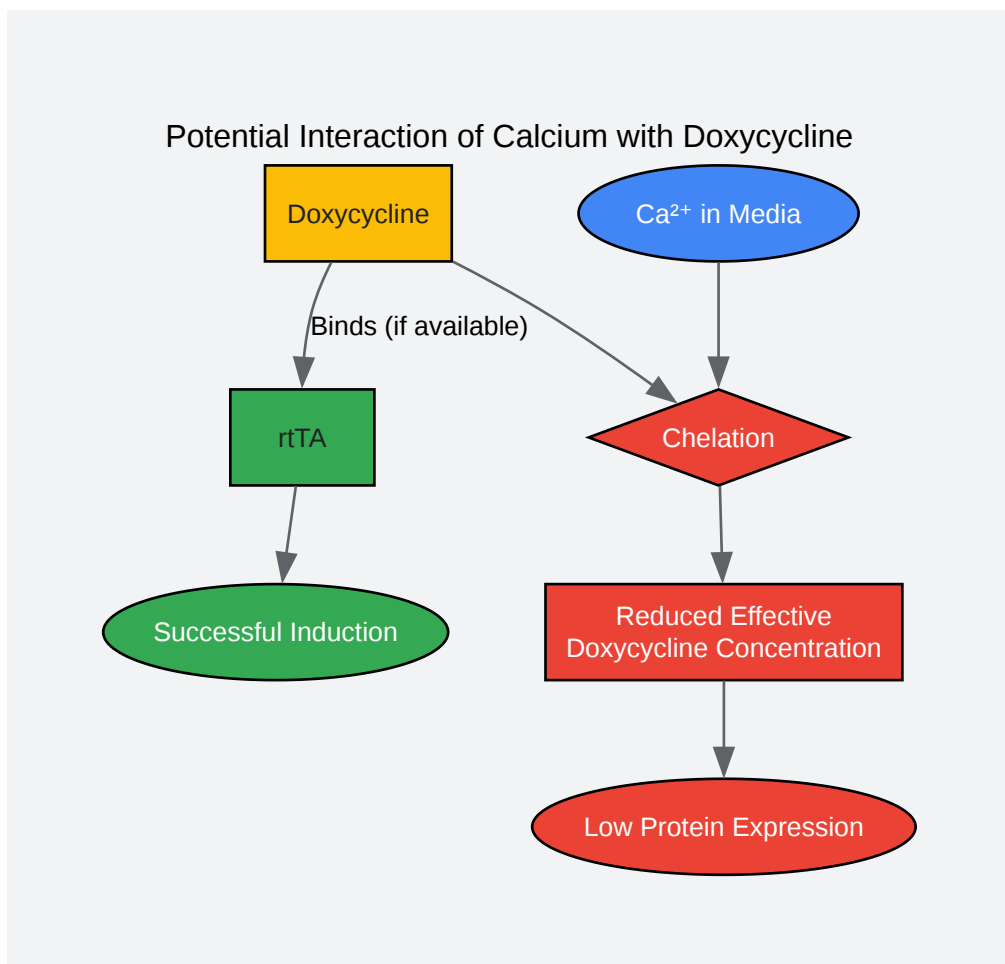 Potential Interaction of Calcium with Doxycycline
Doxycycline
Ca²⁺ in Media
Binds (if available)
rtTA
Chelation
Successful Induction
Reduced Effective
Doxycycline Concentration
Low Protein Expression